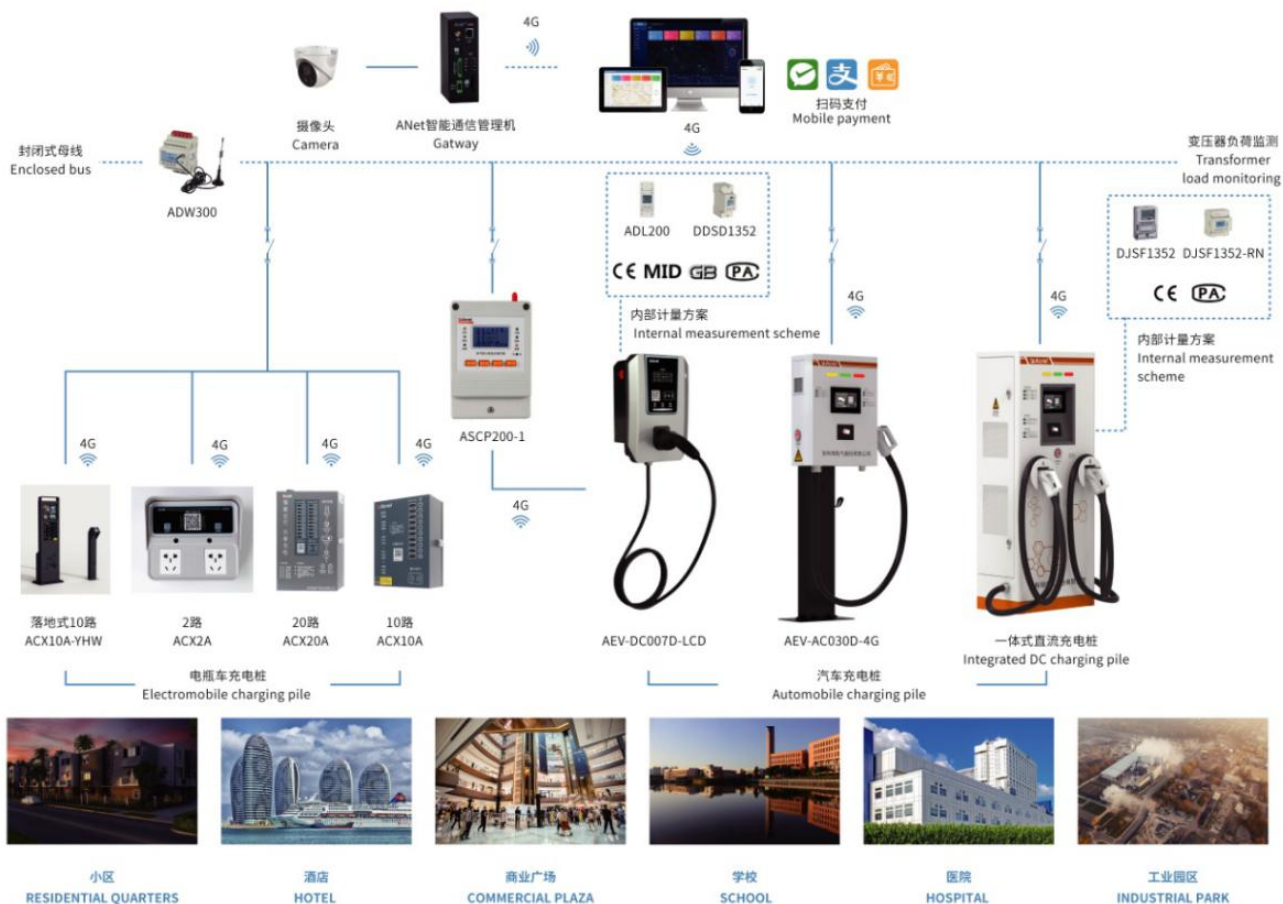 4G
摄像头
Camera
ANet智能通信管理机
Gatway
扫码支付
Mobile payment
4G
封闭式母线
Enclosed bus
ADW300
变压器负荷监测
Transformer
load monitoring
ADL200
DDSD1352
CE MID GB PA
DJSF1352
DJSF1352-RN
CE PA
4G
4G
内部计量方案
Internal measurement scheme
内部计量方案
Internal measurement
scheme
ASCP200-1
4G
4G
4G
4G
4G
落地式10路
ACX10A-YHW
2路
ACX2A
20路
ACX20A
10路
ACX10A
AEV-DC007D-LCD
AEV-AC030D-4G
一体式直流充电桩
Integrated DC charging pile
电瓶车充电桩
Electromobile charging pile
汽车充电桩
Automobile charging pile
小区
RESIDENTIAL QUARTERS
酒店
HOTEL
商业广场
COMMERCIAL PLAZA
学校
SCHOOL
医院
HOSPITAL
工业园区
INDUSTRIAL PARK